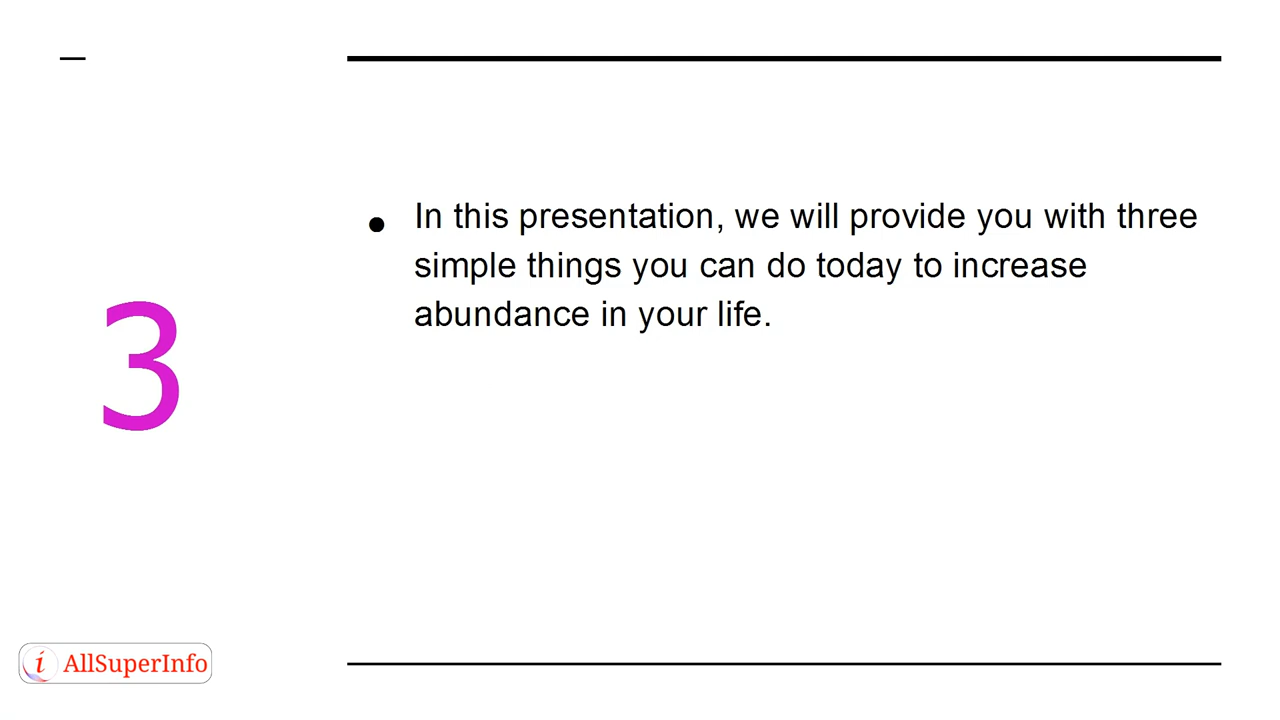 3
• In this presentation, we will provide you with three
simple things you can do today to increase
abundance in your life.
i AllSuperInfo